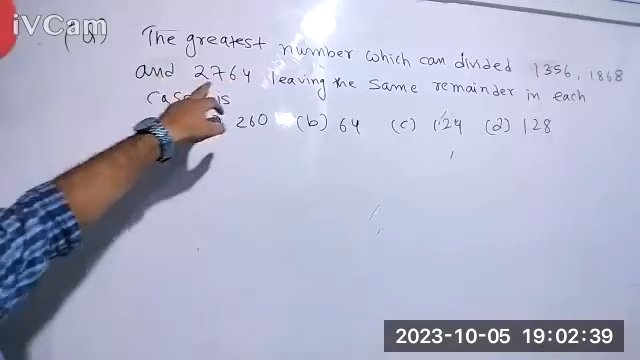 iVCam
(a) The greatest number which can divided 1356, 1868
and 2764 leaving the same remainder in each
case is
260 (b) 64 (c) 124 (d) 128
2023-10-05 19:02:39